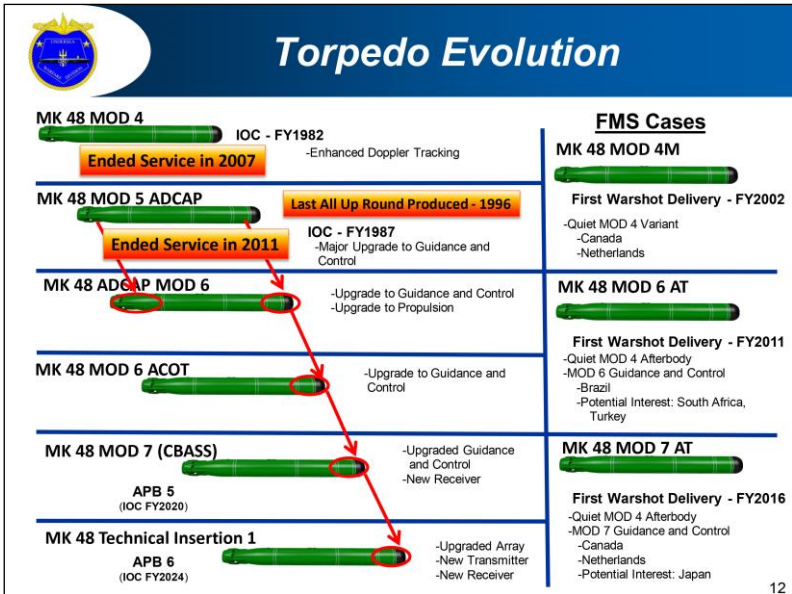 Torpedo Evolution
MK 48 MOD 4
IOC - FY1982
-Enhanced Doppler Tracking
Ended Service in 2007
MK 48 MOD 5 ADCAP
Last All Up Round Produced - 1996
IOC - FY1987
-Major Upgrade to Guidance and
Control
Ended Service in 2011
MK 48 ADCAP MOD 6
-Upgrade to Guidance and Control
-Upgrade to Propulsion
MK 48 MOD 6 ACOT
-Upgrade to Guidance and
Control
MK 48 MOD 7 (CBASS)
-Upgraded Guidance
and Control
-New Receiver
APB 5
(IOC FY2020)
MK 48 Technical Insertion 1
APB 6
(IOC FY2024)
-Upgraded Array
-New Transmitter
-New Receiver
FMS Cases
MK 48 MOD 4M
First Warshot Delivery - FY2002
-Quiet MOD 4 Variant
-Canada
-Netherlands
MK 48 MOD 6 AT
First Warshot Delivery - FY2011
-Quiet MOD 4 Afterbody
-MOD 6 Guidance and Control
-Brazil
-Potential Interest: South Africa,
Turkey
MK 48 MOD 7 AT
First Warshot Delivery - FY2016
-Quiet MOD 4 Afterbody
-MOD 7 Guidance and Control
-Canada
-Netherlands
-Potential Interest: Japan
12